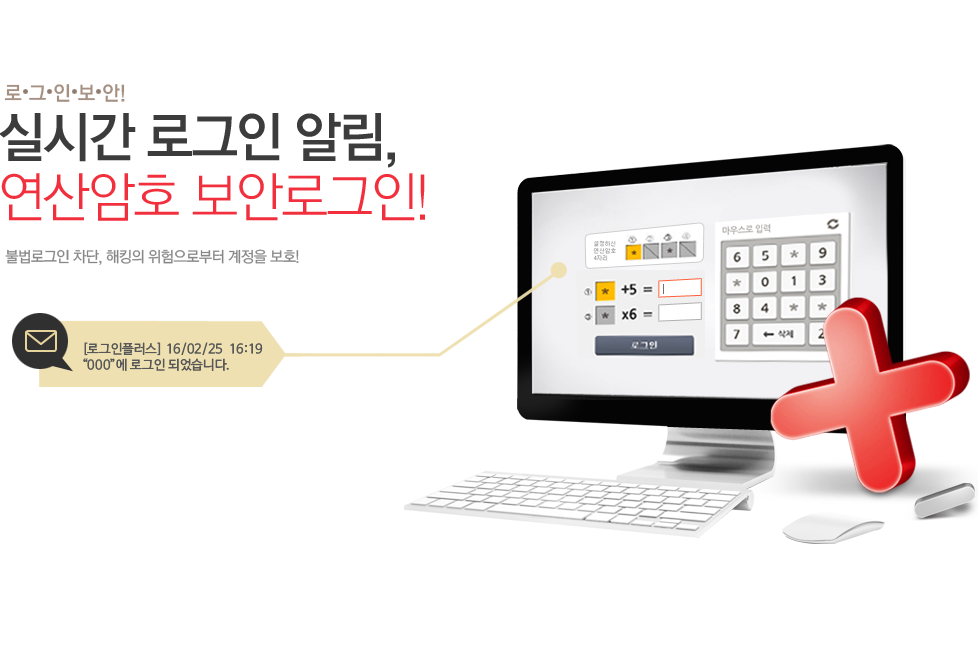 로•그•인•보•안!
실시간 로그인 알림,
연산암호 보안로그인!
불법로그인 차단, 해킹의 위험으로부터 계정을 보호!
[로그인플러스] 16/02/25 16:19
“000”에 로그인 되었습니다.
설정하신
연산암호
4자리
① ② ③ ④
* *
① * +5 =
③ * x6 =
로그인
마우스로 입력
6 5 * 9
* 0 1 3
8 4 * *
7 ← 삭제 2